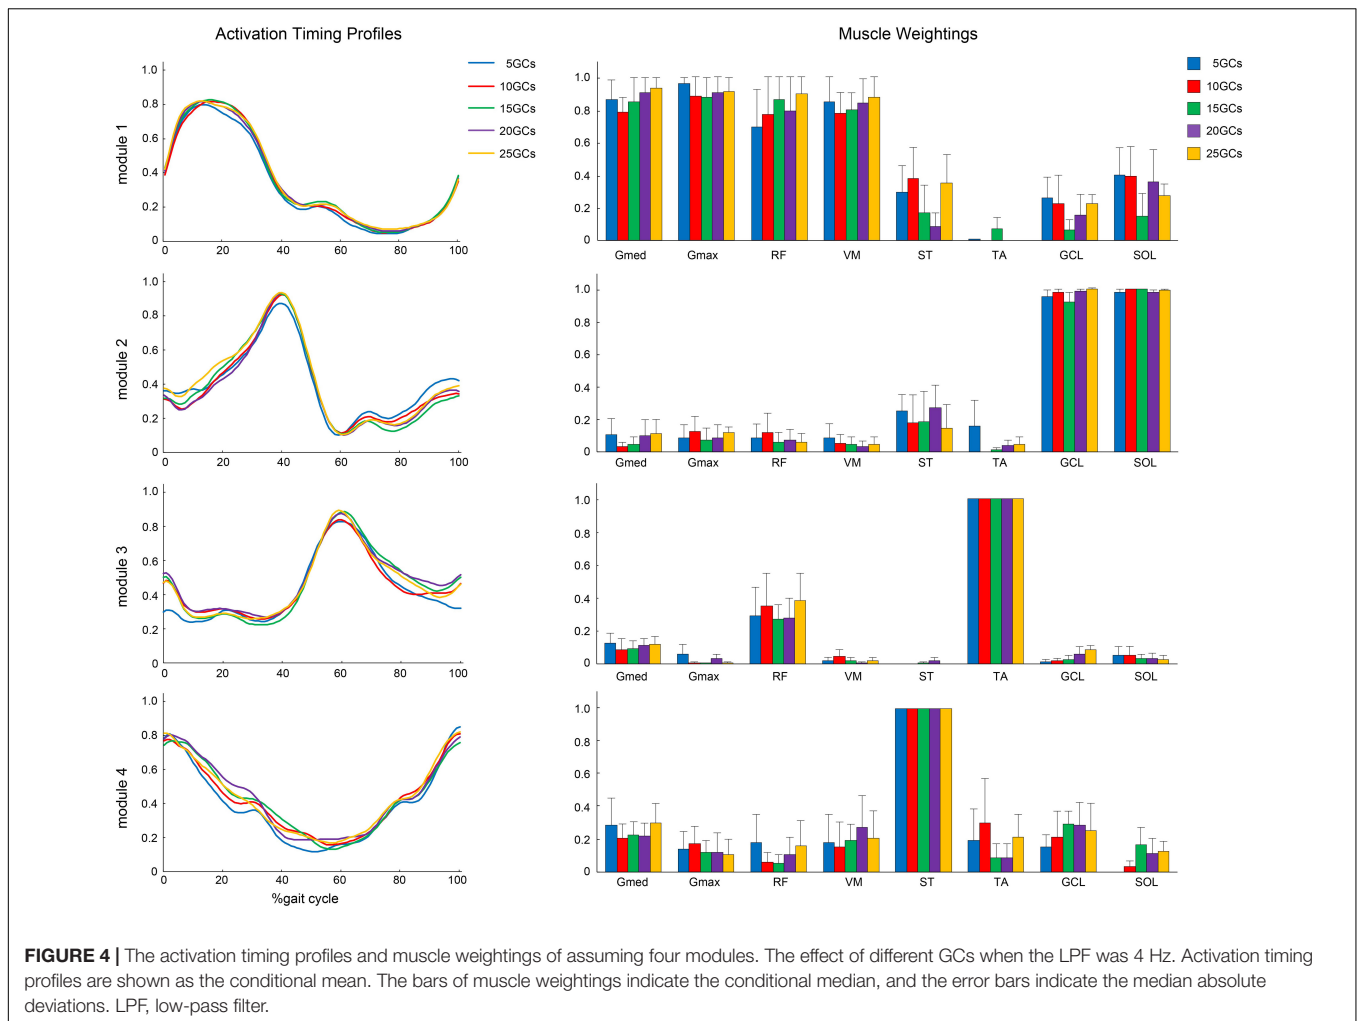 Activation Timing Profiles
Muscle Weightings
5GCs
10GCs
15GCs
20GCs
25GCs
5GCs
10GCs
15GCs
20GCs
25GCs
module 1
1.0
0.8
0.6
0.4
0.2
0
0 20 40 60 80 100
1.0
0.8
0.6
0.4
0.2
0
Gmed Gmax RF VM ST TA GCL SOL
module 2
1.0
0.8
0.6
0.4
0.2
0
0 20 40 60 80 100
1.0
0.8
0.6
0.4
0.2
0
Gmed Gmax RF VM ST TA GCL SOL
module 3
1.0
0.8
0.6
0.4
0.2
0
0 20 40 60 80 100
1.0
0.8
0.6
0.4
0.2
0
Gmed Gmax RF VM ST TA GCL SOL
module 4
1.0
0.8
0.6
0.4
0.2
0
0 20 40 60 80 100
%gait cycle
1.0
0.8
0.6
0.4
0.2
0
Gmed Gmax RF VM ST TA GCL SOL
FIGURE 4 | The activation timing profiles and muscle weightings of assuming four modules. The effect of different GCs when the LPF was 4 Hz. Activation timing
profiles are shown as the conditional mean. The bars of muscle weightings indicate the conditional median, and the error bars indicate the median absolute
deviations. LPF, low-pass filter.